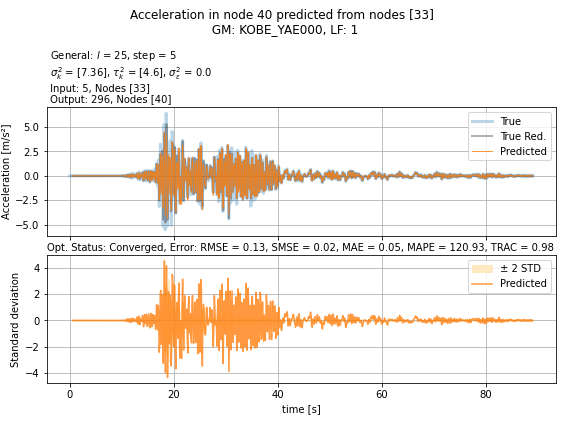 Acceleration in node 40 predicted from nodes [33]
GM: KOBE_YAE000, LF: 1
General: l = 25, step = 5
σ²ₖ = [7.36], τ²ₖ = [4.6], σ²ε = 0.0
Input: 5, Nodes [33]
Output: 296, Nodes [40]
Acceleration [m/s²]
5.0
2.5
0.0
−2.5
−5.0
True
True Red.
Predicted
Opt. Status: Converged, Error: RMSE = 0.13, SMSE = 0.02, MAE = 0.05, MAPE = 120.93, TRAC = 0.98
Standard deviation
4
2
0
−2
−4
± 2 STD
Predicted
0
20
40
60
80
time [s]